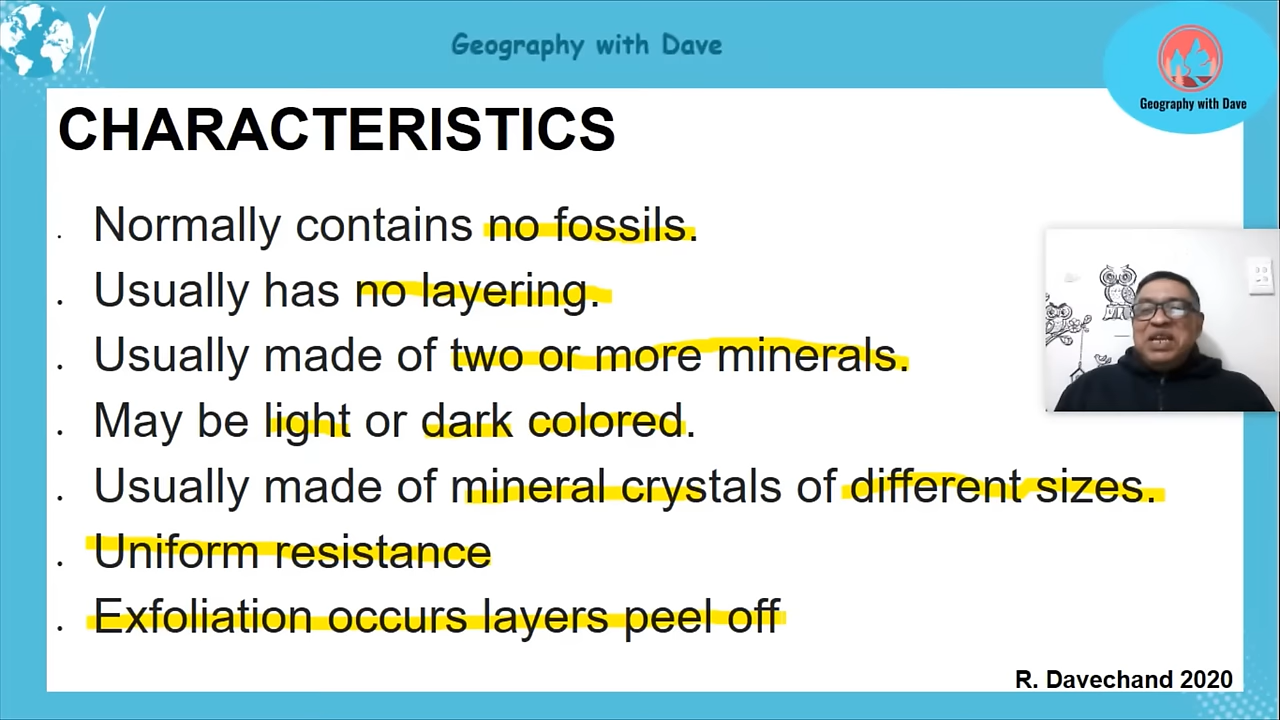 Geography with Dave
Geography with Dave
CHARACTERISTICS
. Normally contains no fossils.
. Usually has no layering.
. Usually made of two or more minerals.
. May be light or dark colored.
. Usually made of mineral crystals of different sizes.
. Uniform resistance
. Exfoliation occurs layers peel off
R. Davechand 2020